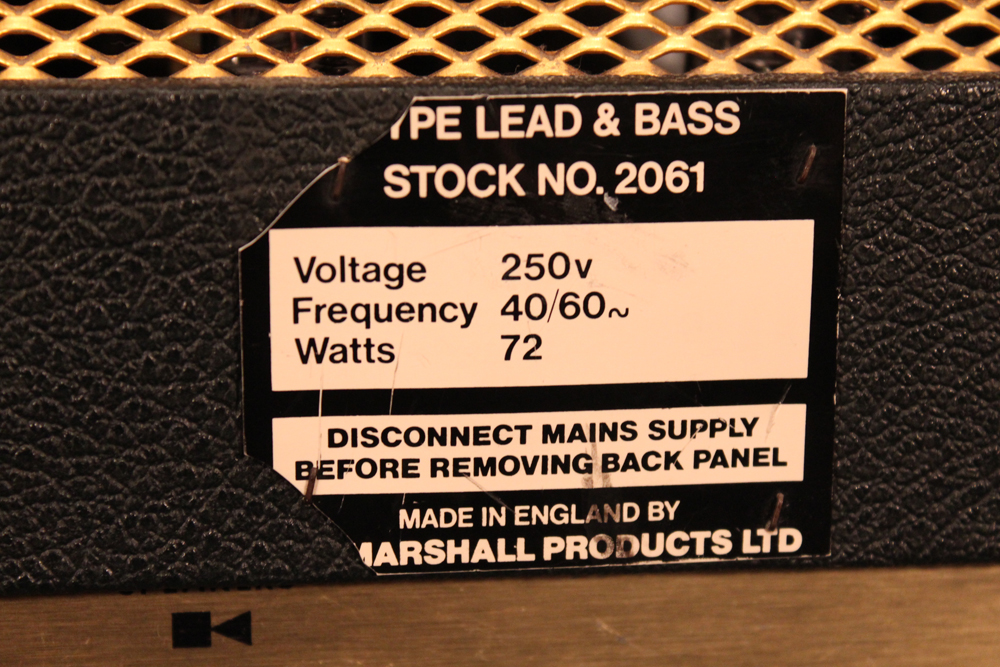 YPE LEAD & BASS
STOCK NO. 2061
Voltage 250v
Frequency 40/60~
Watts 72
DISCONNECT MAINS SUPPLY
BEFORE REMOVING BACK PANEL
MADE IN ENGLAND BY
MARSHALL PRODUCTS LTD